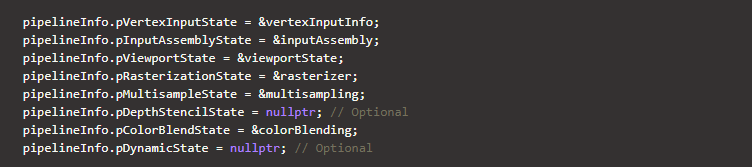 pipelineInfo.pVertexInputState = &vertexInputInfo;
pipelineInfo.pInputAssemblyState = &inputAssembly;
pipelineInfo.pViewportState = &viewportState;
pipelineInfo.pRasterizationState = &rasterizer;
pipelineInfo.pMultisampleState = &multisampling;
pipelineInfo.pDepthStencilState = nullptr; // Optional
pipelineInfo.pColorBlendState = &colorBlending;
pipelineInfo.pDynamicState = nullptr; // Optional